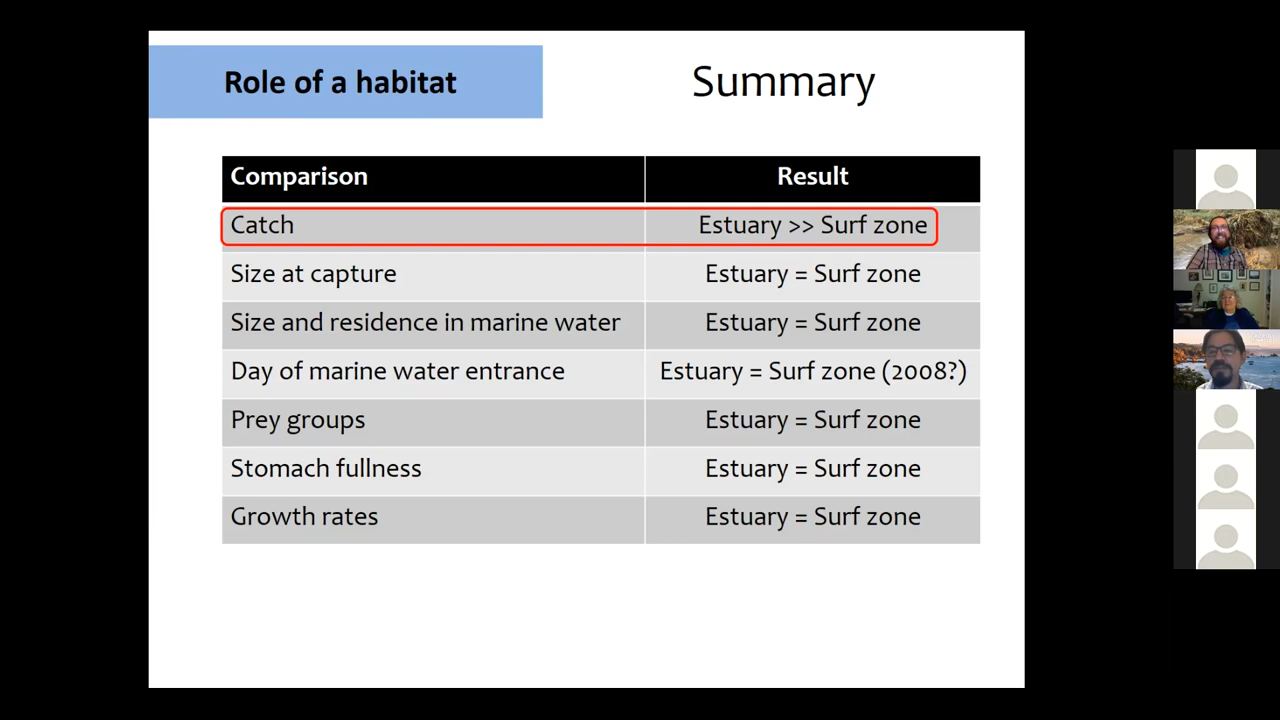 Role of a habitat
Summary
Comparison Result
Catch Estuary >> Surf zone
Size at capture Estuary = Surf zone
Size and residence in marine water Estuary = Surf zone
Day of marine water entrance Estuary = Surf zone (2008?)
Prey groups Estuary = Surf zone
Stomach fullness Estuary = Surf zone
Growth rates Estuary = Surf zone